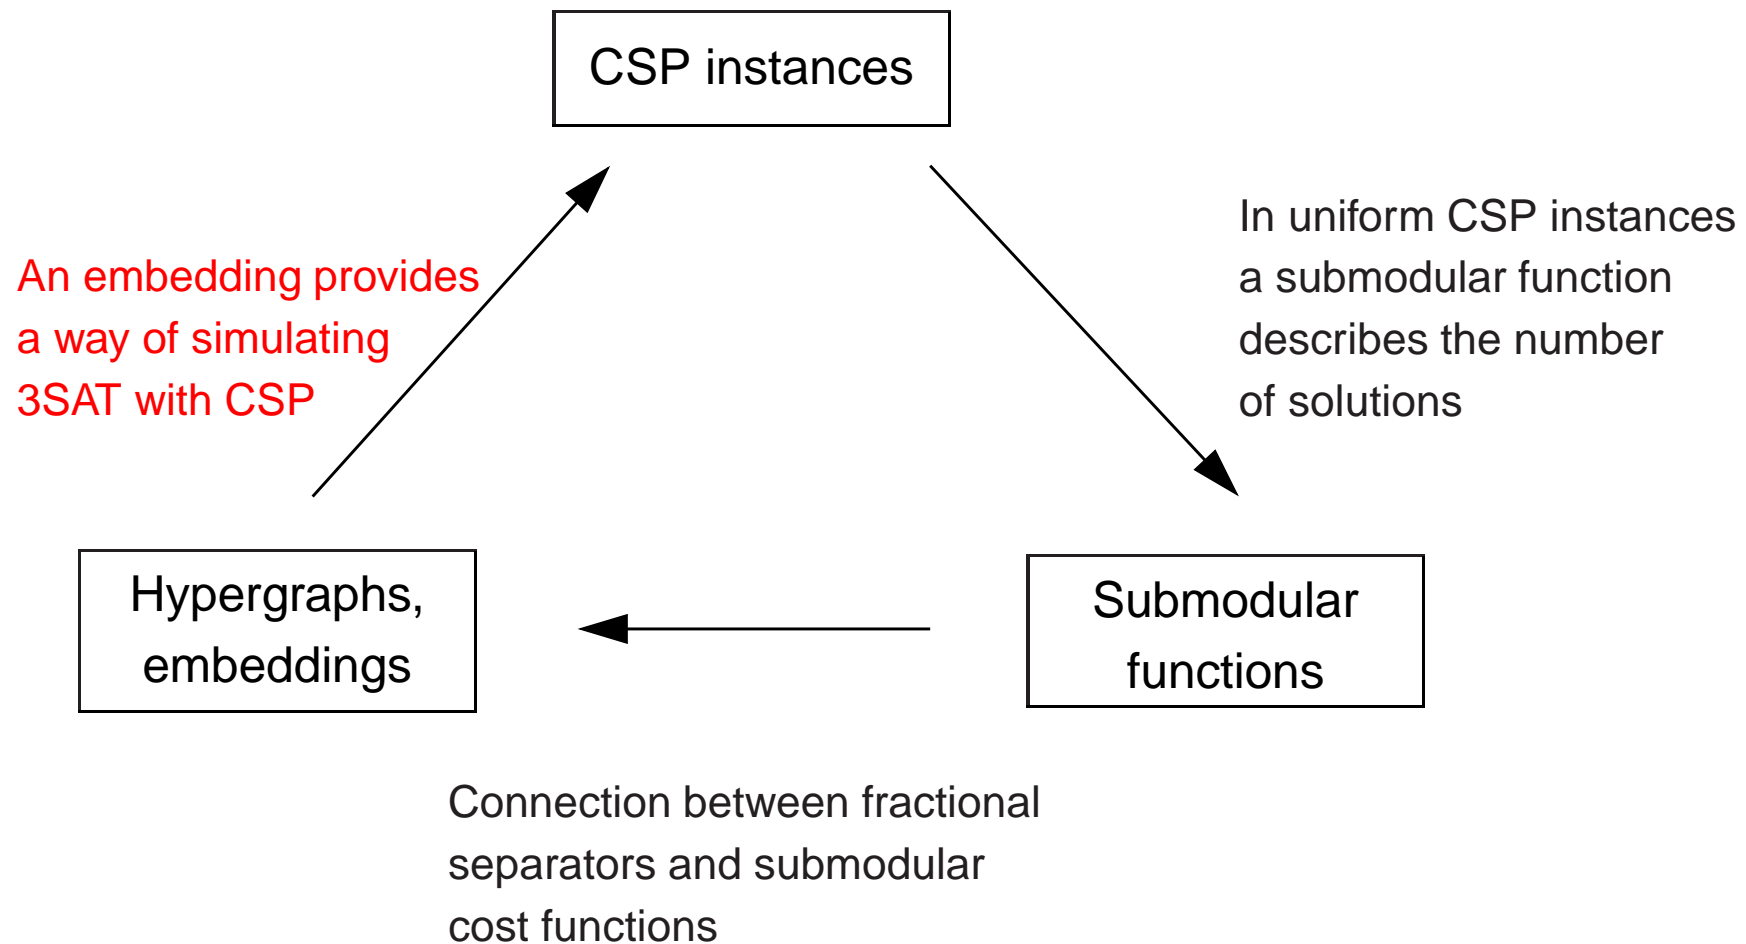 CSP instances
An embedding provides
a way of simulating
3SAT with CSP
In uniform CSP instances
a submodular function
describes the number
of solutions
Hypergraphs,
embeddings
Submodular
functions
Connection between fractional
separators and submodular
cost functions